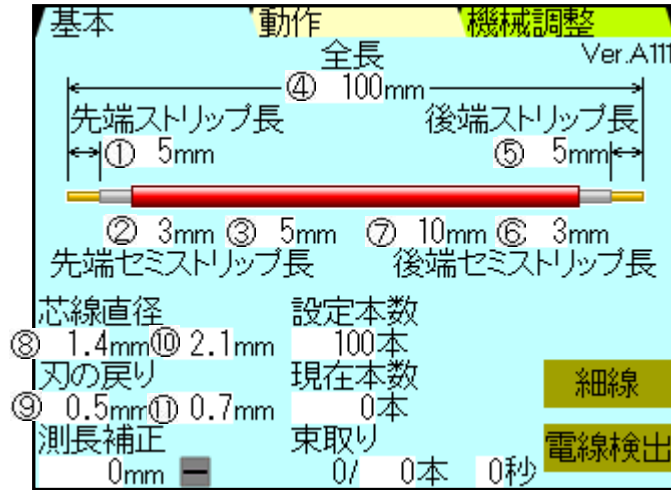 基本 動作 機械調整
全長 Ver.A111
④ 100mm
先端ストリップ長 後端ストリップ長
① 5mm ⑤ 5mm
② 3mm ③ 5mm ⑦ 10mm ⑥ 3mm
先端セミストリップ長 後端セミストリップ長
芯線直径 設定本数
⑧ 1.4mm ⑩ 2.1mm 100本
刃の戻り 現在本数 細線
⑨ 0.5mm ⑪ 0.7mm 0本
測長補正 束取り 電線検出
0mm ー 0/ 0本 0秒